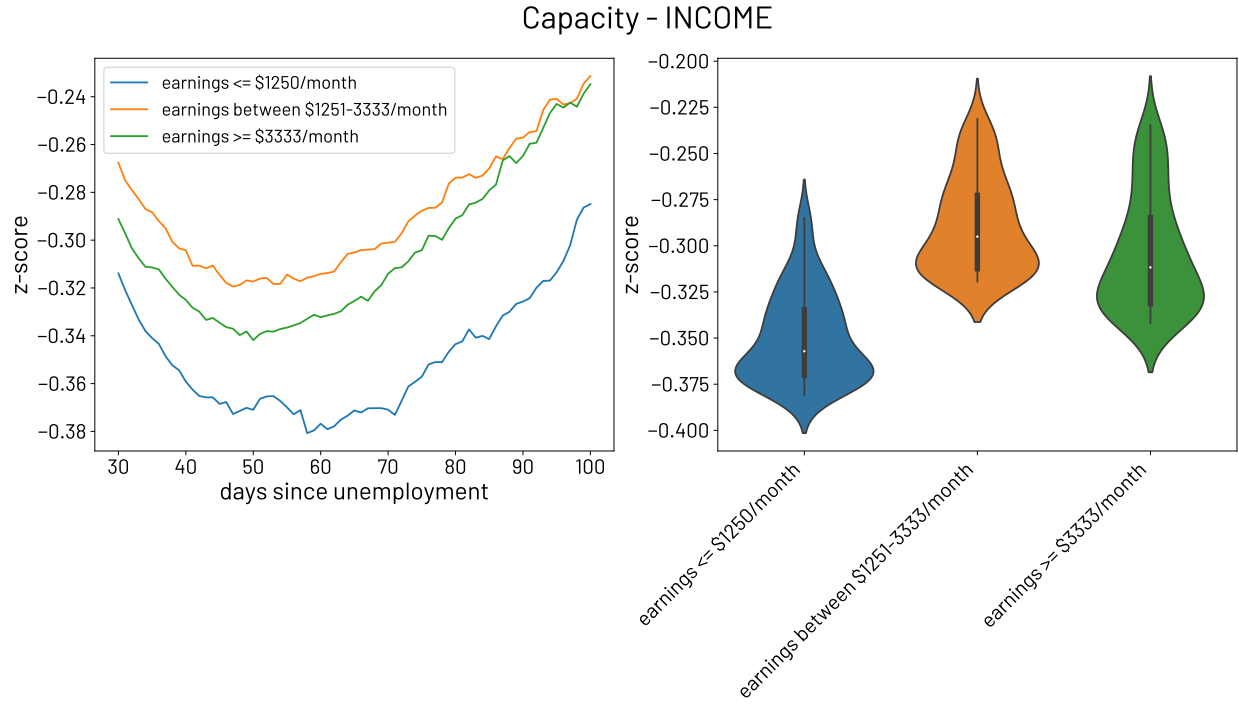 Capacity - INCOME
earnings <= $1250/month
earnings between $1251-3333/month
earnings >= $3333/month
−0.24
−0.26
−0.28
−0.30
−0.32
−0.34
−0.36
−0.38
z-score
30 40 50 60 70 80 90 100
days since unemployment
−0.200
−0.225
−0.250
−0.275
−0.300
−0.325
−0.350
−0.375
−0.400
z-score
earnings <= $1250/month
earnings between $1251-3333/month
earnings >= $3333/month